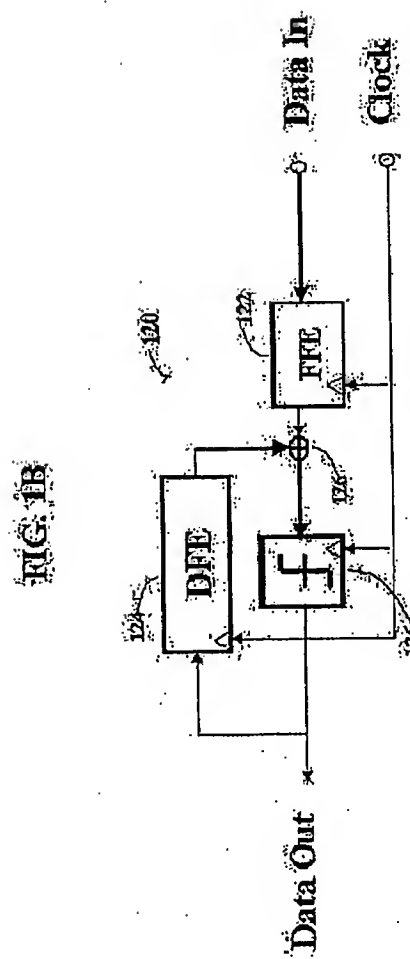 FIG. 1B
120
Data In
Clock
122
FFE
126
124
DFE
Data Out